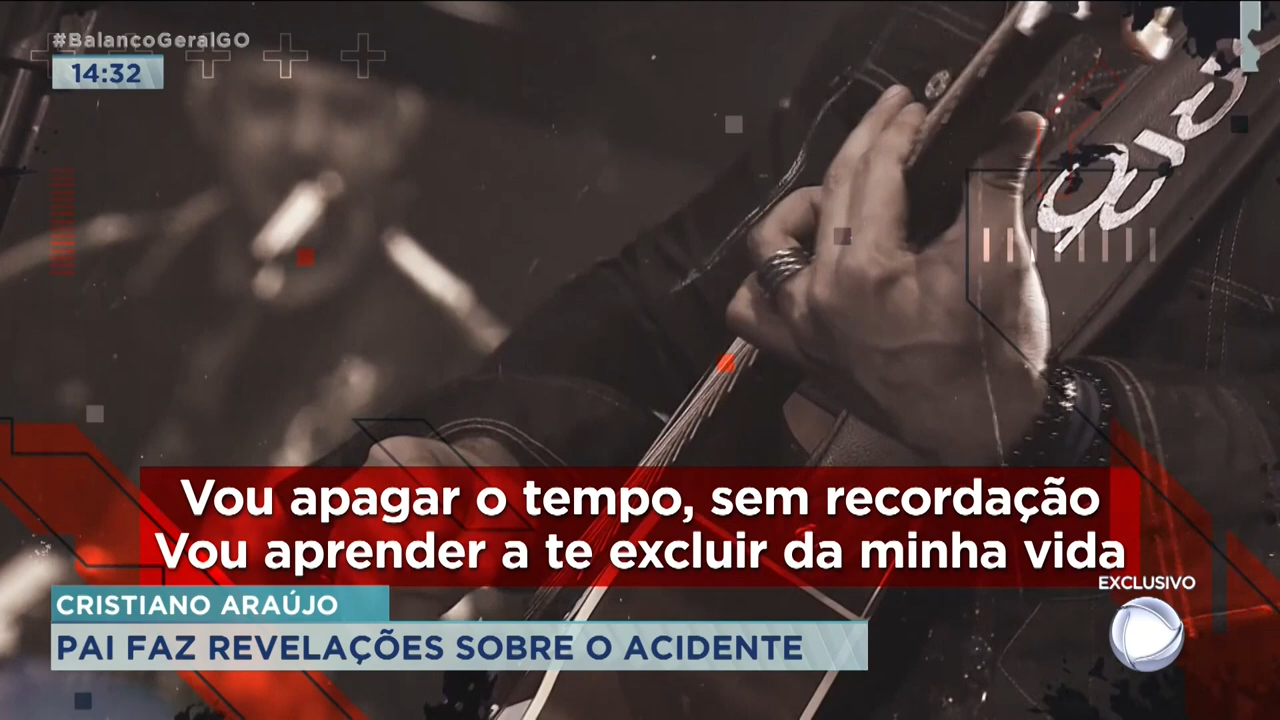 #BalançoGeralGO
14:32
Vou apagar o tempo, sem recordação
Vou aprender a te excluir da minha vida
EXCLUSIVO
CRISTIANO ARAÚJO
PAI FAZ REVELAÇÕES SOBRE O ACIDENTE